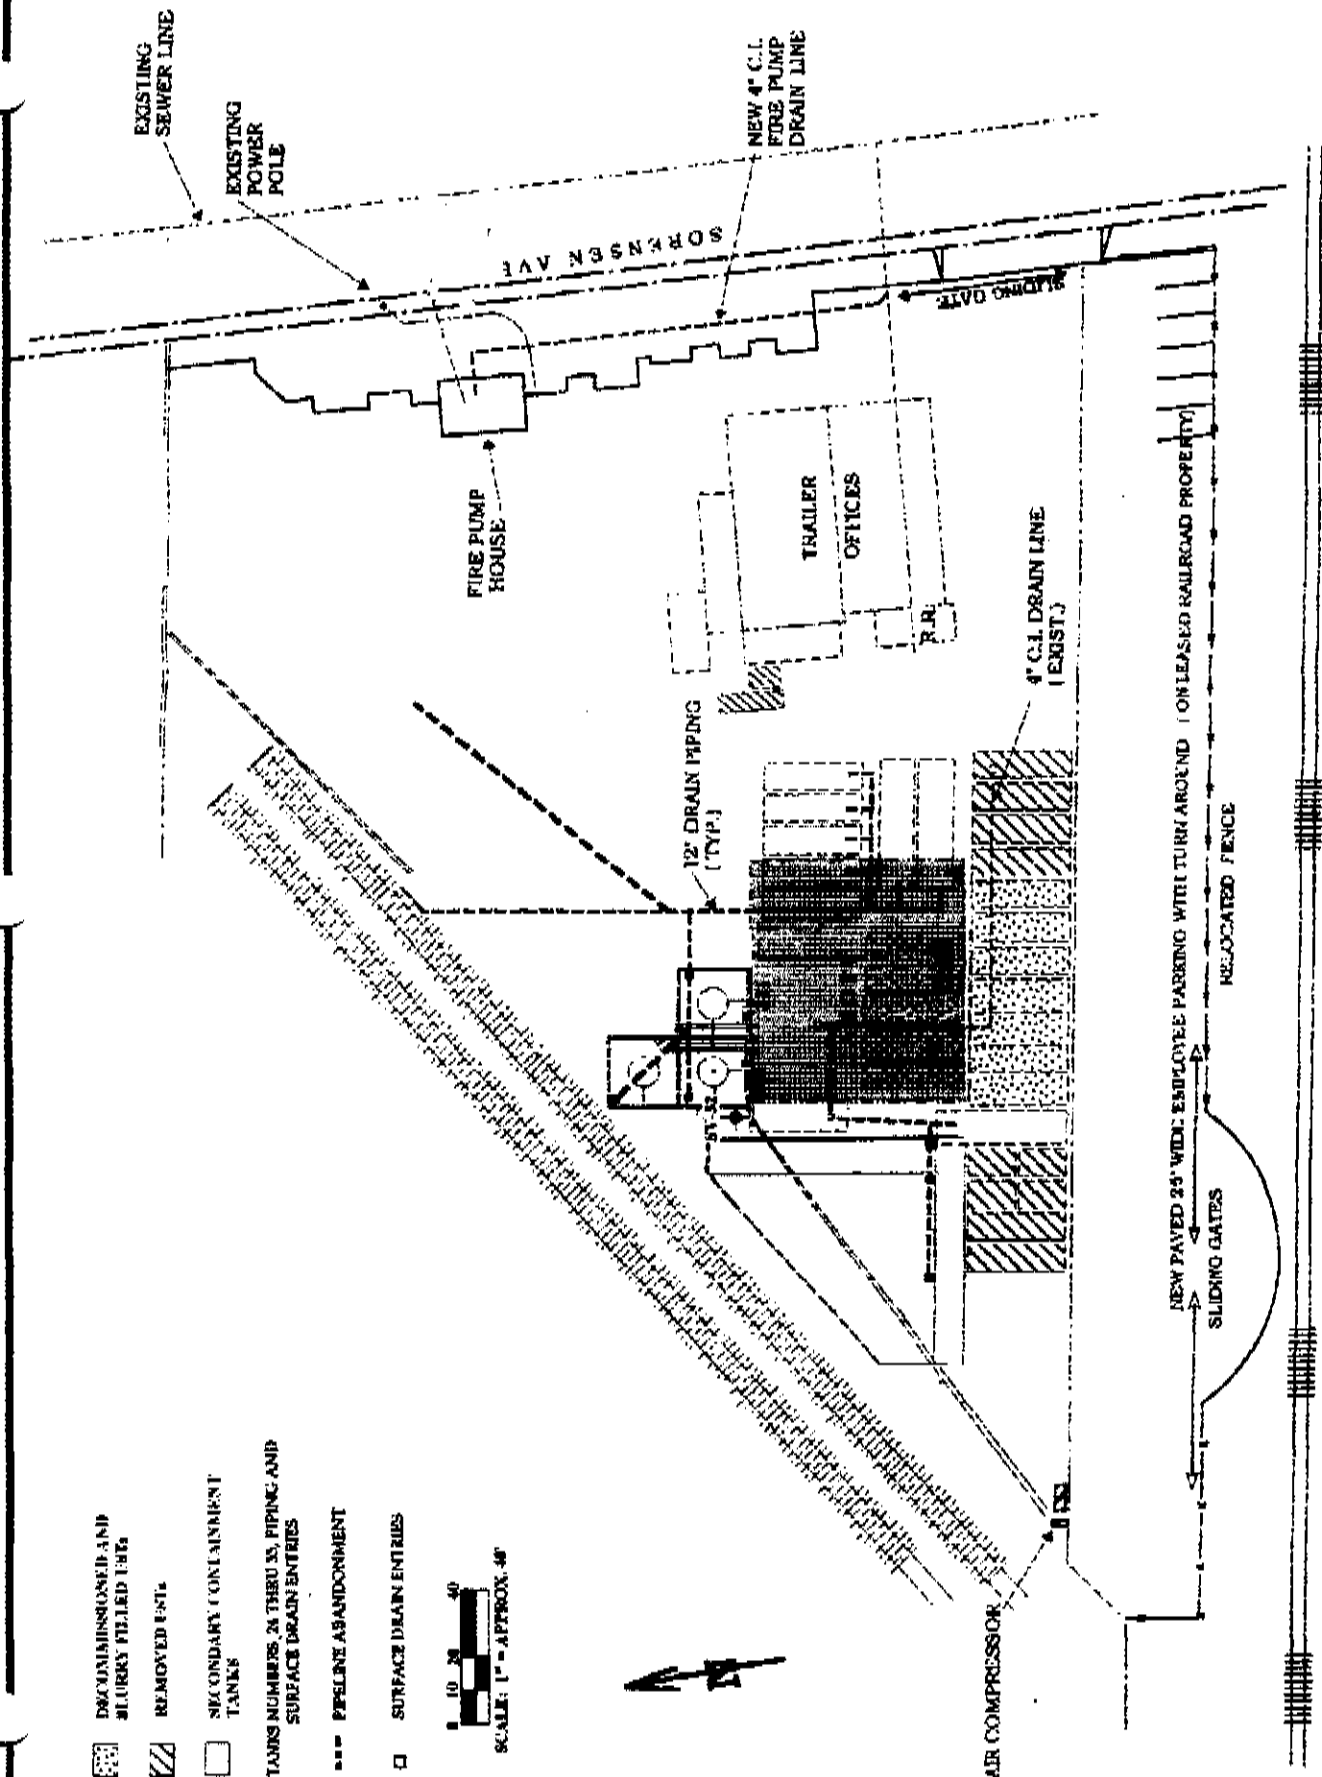 EXISTING
SEWER LINE
EXISTING
POWER
POLE
NEW 4" C.I.
FIRE PUMP
DRAIN LINE
SORENSEN AVE
SLIDING GATE
FIRE PUMP
HOUSE
TRAILER
OFFICES
R.R.
4" C.I. DRAIN LINE
( EXIST.)
12" DRAIN PIPING
( TYP.)
NEW PAVED 25' WIDE EMPLOYEE PARKING WITH TURN AROUND ( ON LEASED RAILROAD PROPERTY)
RELOCATED FENCE
SLIDING GATES
AIR COMPRESSOR
DECOMMISSIONED AND
SLURRY FILLED USTs
REMOVED USTs
SECONDARY CONTAINMENT
TANKS
TANKS NUMBERS, 24 THRU 35, PIPING AND
SURFACE DRAIN ENTRIES
PIPELINE ABANDONMENT
SURFACE DRAIN ENTRIES
0 10 20 40
SCALE: 1" = APPROX. 40'
N